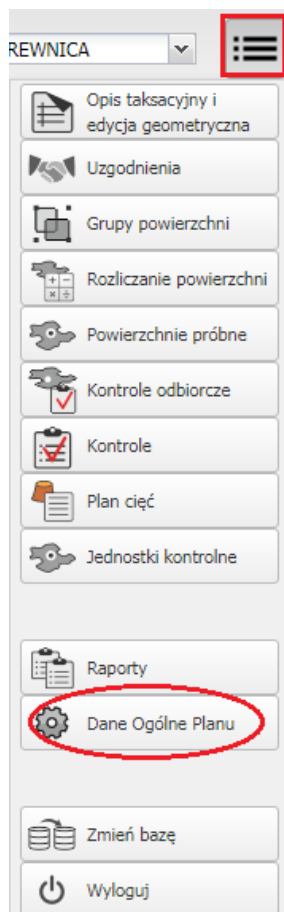 REWNICA
Opis taksacyjny i
edycja geometryczna
Uzgodnienia
Grupy powierzchni
Rozliczanie powierzchni
Powierzchnie próbne
Kontrole odbiorcze
Kontrole
Plan cięć
Jednostki kontrolne
Raporty
Dane Ogólne Planu
Zmień bazę
Wyloguj